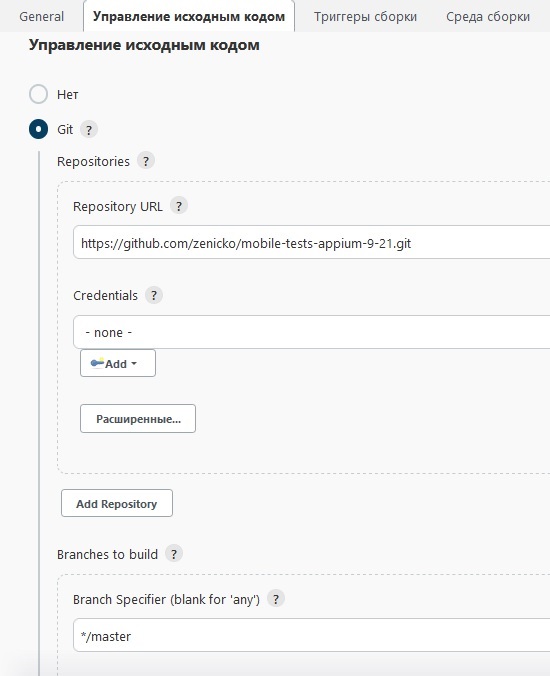 General Управление исходным кодом Триггеры сборки Среда сборки
Управление исходным кодом
Нет
Git ?
Repositories ?
Repository URL ?
https://github.com/zenicko/mobile-tests-appium-9-21.git
Credentials ?
- none -
Add
Расширенные...
Add Repository
Branches to build ?
Branch Specifier (blank for 'any') ?
*/master